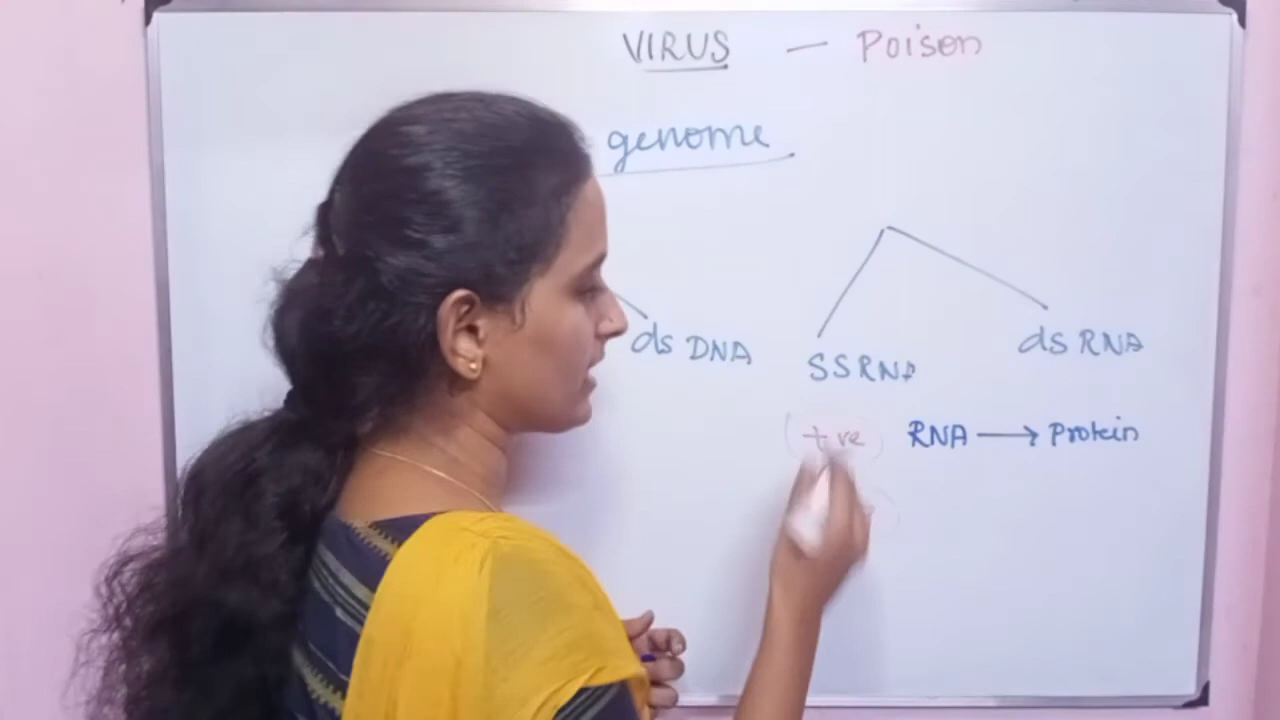 VIRUS — Poison
genome
ds DNA
SSRNA
ds RNA
+ve RNA → Protein